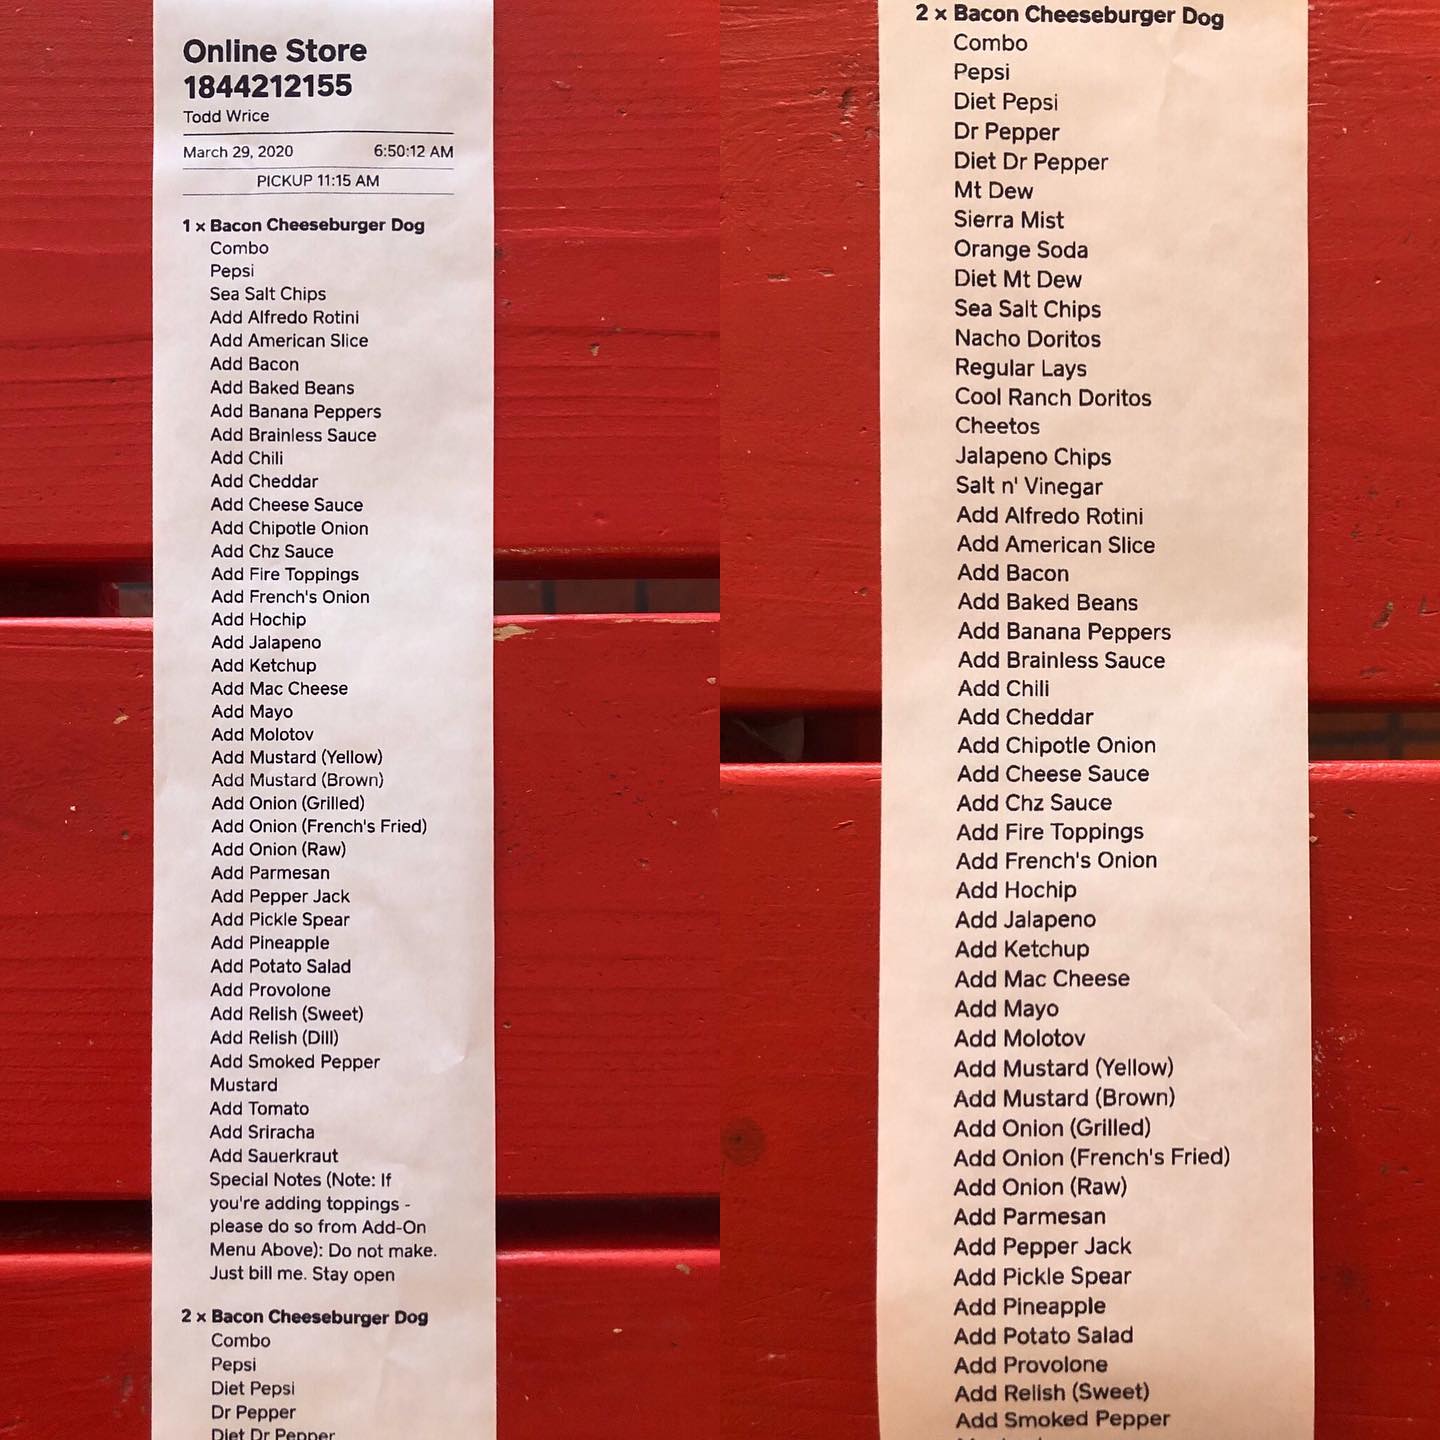 Online Store
1844212155
Todd Wrice
March 29, 2020 6:50:12 AM
PICKUP 11:15 AM
1 x Bacon Cheeseburger Dog
Combo
Pepsi
Sea Salt Chips
Add Alfredo Rotini
Add American Slice
Add Bacon
Add Baked Beans
Add Banana Peppers
Add Brainless Sauce
Add Chili
Add Cheddar
Add Cheese Sauce
Add Chipotle Onion
Add Chz Sauce
Add Fire Toppings
Add French's Onion
Add Hochip
Add Jalapeno
Add Ketchup
Add Mac Cheese
Add Mayo
Add Molotov
Add Mustard (Yellow)
Add Mustard (Brown)
Add Onion (Grilled)
Add Onion (French's Fried)
Add Onion (Raw)
Add Parmesan
Add Pepper Jack
Add Pickle Spear
Add Pineapple
Add Potato Salad
Add Provolone
Add Relish (Sweet)
Add Relish (Dill)
Add Smoked Pepper
Mustard
Add Tomato
Add Sriracha
Add Sauerkraut
Special Notes (Note: If
you're adding toppings -
please do so from Add-On
Menu Above): Do not make.
Just bill me. Stay open
2 x Bacon Cheeseburger Dog
Combo
Pepsi
Diet Pepsi
Dr Pepper
Diet Dr Pepper
2 x Bacon Cheeseburger Dog
Combo
Pepsi
Diet Pepsi
Dr Pepper
Diet Dr Pepper
Mt Dew
Sierra Mist
Orange Soda
Diet Mt Dew
Sea Salt Chips
Nacho Doritos
Regular Lays
Cool Ranch Doritos
Cheetos
Jalapeno Chips
Salt n' Vinegar
Add Alfredo Rotini
Add American Slice
Add Bacon
Add Baked Beans
Add Banana Peppers
Add Brainless Sauce
Add Chili
Add Cheddar
Add Chipotle Onion
Add Cheese Sauce
Add Chz Sauce
Add Fire Toppings
Add French's Onion
Add Hochip
Add Jalapeno
Add Ketchup
Add Mac Cheese
Add Mayo
Add Molotov
Add Mustard (Yellow)
Add Mustard (Brown)
Add Onion (Grilled)
Add Onion (French's Fried)
Add Onion (Raw)
Add Parmesan
Add Pepper Jack
Add Pickle Spear
Add Pineapple
Add Potato Salad
Add Provolone
Add Relish (Sweet)
Add Smoked Pepper